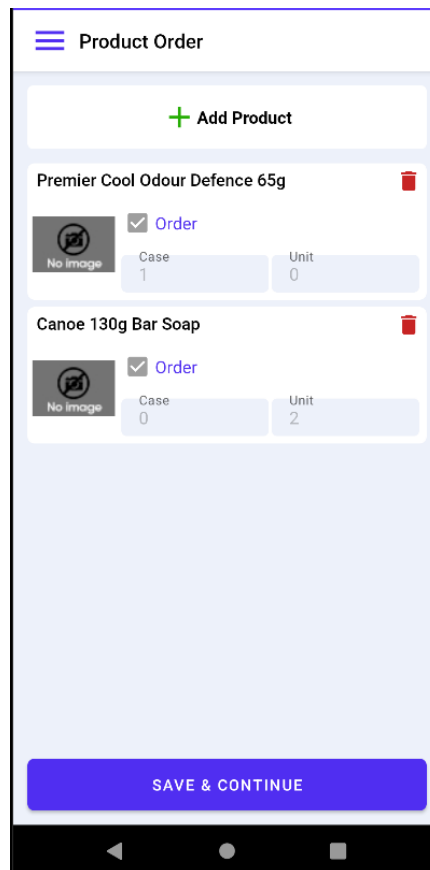 Product Order
Add Product
Premier Cool Odour Defence 65g
Order
No image
Case
Unit
1
0
Canoe 130g Bar Soap
Order
No image
Case
Unit
0
2
SAVE & CONTINUE